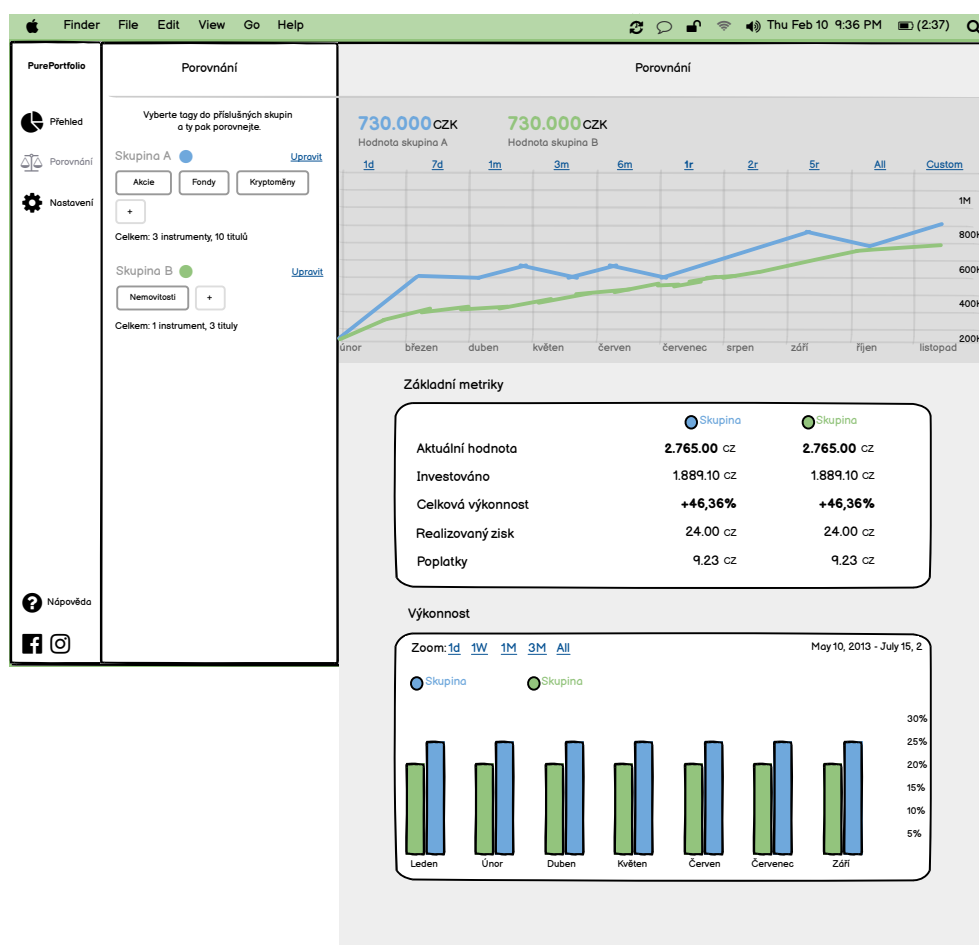 Finder File Edit View Go Help Thu Feb 10 9:36 PM (2:37)
PurePortfolio
Přehled
Porovnání
Nastavení
Nápověda
Porovnání
Vyberte tagy do příslušných skupin
a ty pak porovnejte.
Skupina A Upravit
Akcie Fondy Kryptoměny
+
Celkem: 3 instrumenty, 10 titulů
Skupina B Upravit
Nemovitosti +
Celkem: 1 instrument, 3 tituly
Porovnání
730.000 CZK 730.000 CZK
Hodnota skupina A Hodnota skupina B
1d 7d 1m 3m 6m 1r 2r 5r All Custom
1M
800K
600K
400K
200K
únor březen duben květen červen červenec srpen září říjen listopad
Základní metriky
Skupina Skupina
Aktuální hodnota 2.765.00 CZ 2.765.00 CZ
Investováno 1.889.10 CZ 1.889.10 CZ
Celková výkonnost +46,36% +46,36%
Realizovaný zisk 24.00 CZ 24.00 CZ
Poplatky 9.23 CZ 9.23 CZ
Výkonnost
Zoom: 1d 1W 1M 3M All May 10, 2013 - July 15, 2
Skupina Skupina
30%
25%
20%
15%
10%
5%
Leden Únor Duben Květen Červen Červenec Září